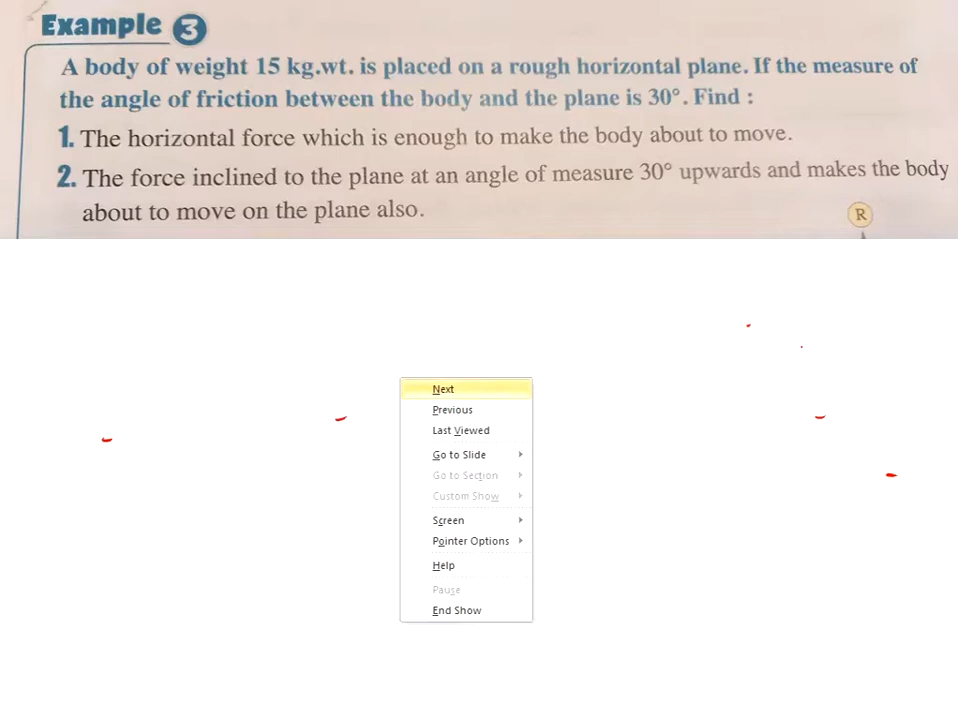 Example 3
A body of weight 15 kg.wt. is placed on a rough horizontal plane. If the measure of
the angle of friction between the body and the plane is 30°. Find :
1. The horizontal force which is enough to make the body about to move.
2. The force inclined to the plane at an angle of measure 30° upwards and makes the body
about to move on the plane also.
R
Next
Previous
Last Viewed
Go to Slide
Go to Section
Custom Show
Screen
Pointer Options
Help
Pause
End Show